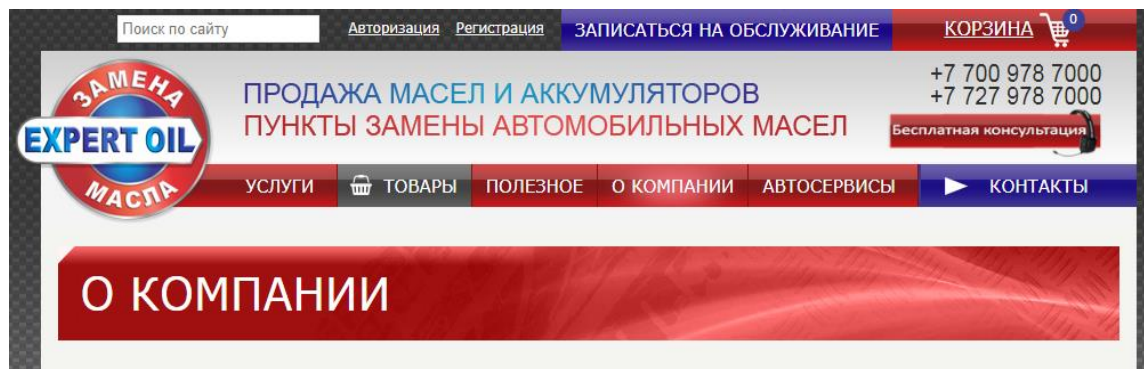 Поиск по сайту
Авторизация Регистрация
ЗАПИСАТЬСЯ НА ОБСЛУЖИВАНИЕ
КОРЗИНА 0
ЗАМЕНА
EXPERT OIL
МАСЛА
ПРОДАЖА МАСЕЛ И АККУМУЛЯТОРОВ
ПУНКТЫ ЗАМЕНЫ АВТОМОБИЛЬНЫХ МАСЕЛ
+7 700 978 7000
+7 727 978 7000
Бесплатная консультация
УСЛУГИ ТОВАРЫ ПОЛЕЗНОЕ О КОМПАНИИ АВТОСЕРВИСЫ КОНТАКТЫ
О КОМПАНИИ